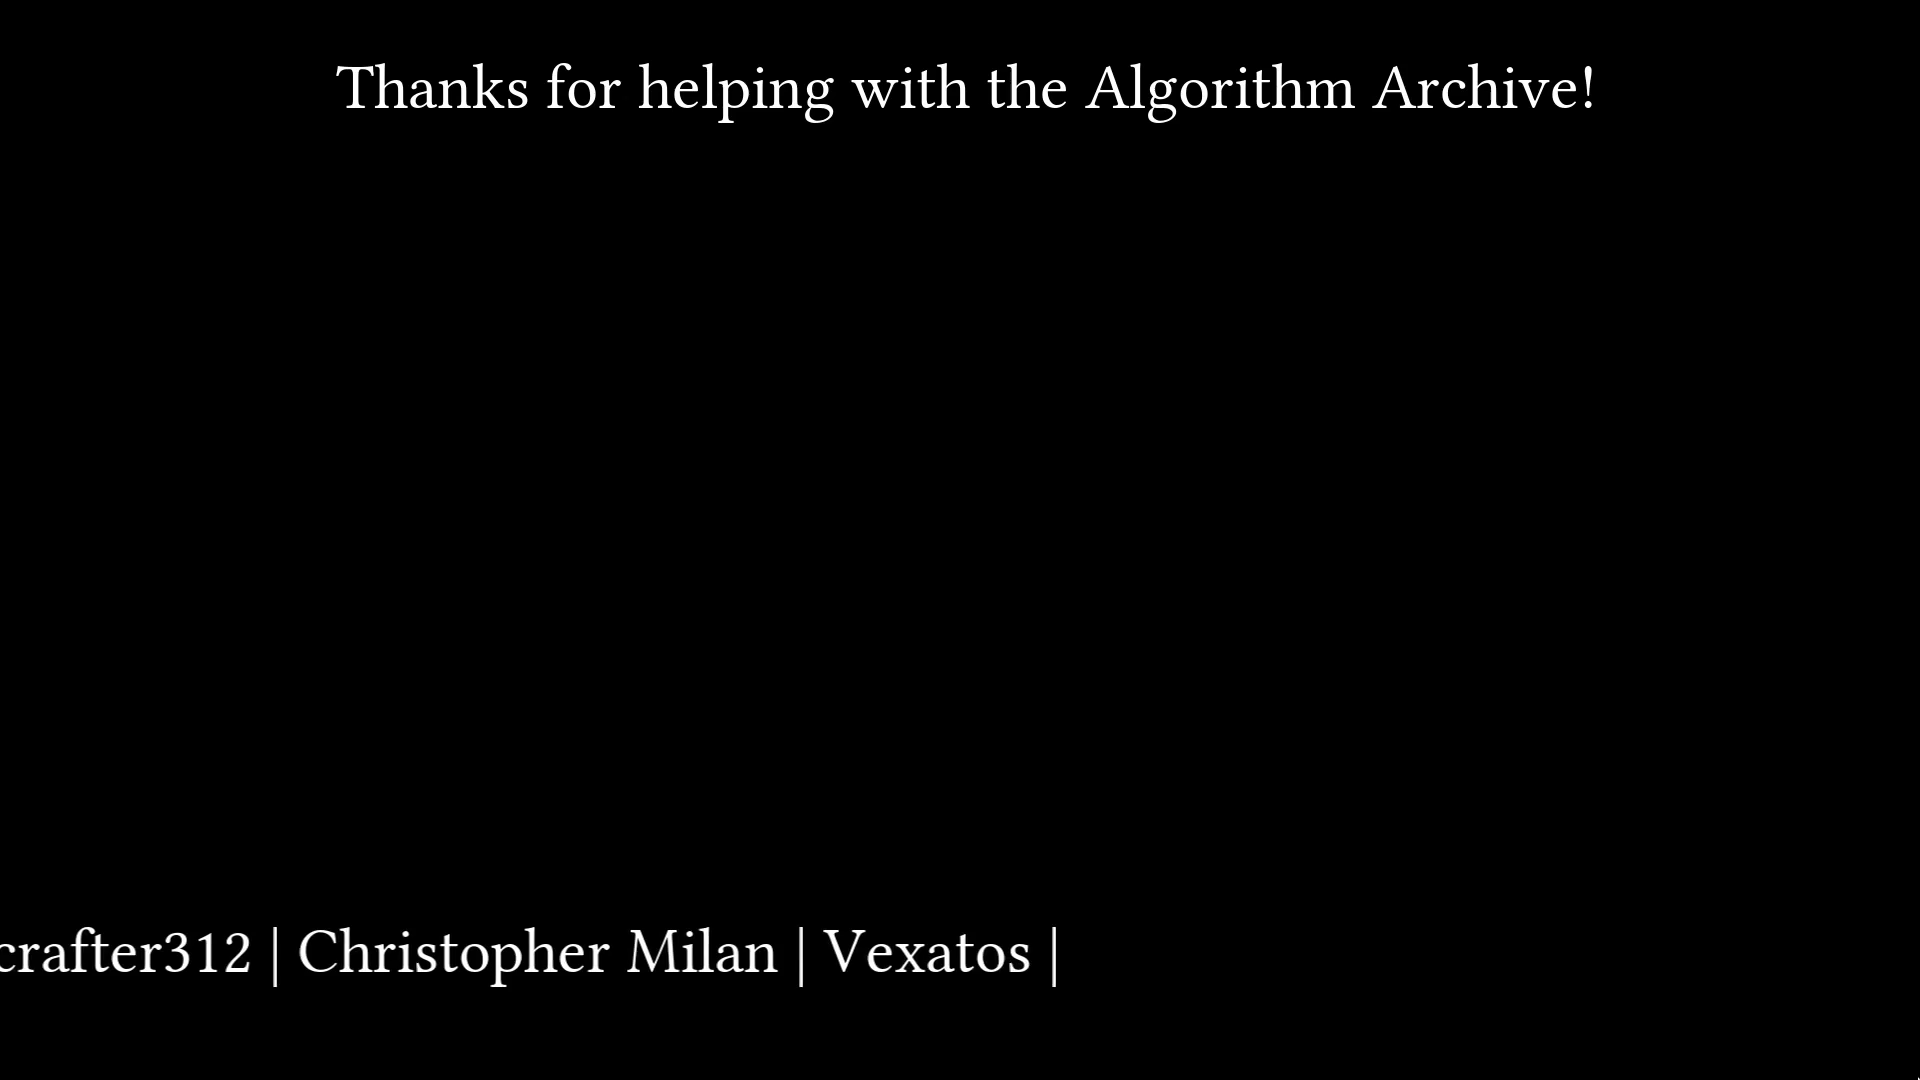 Thanks for helping with the Algorithm Archive!
crafter312 | Christopher Milan | Vexatos |